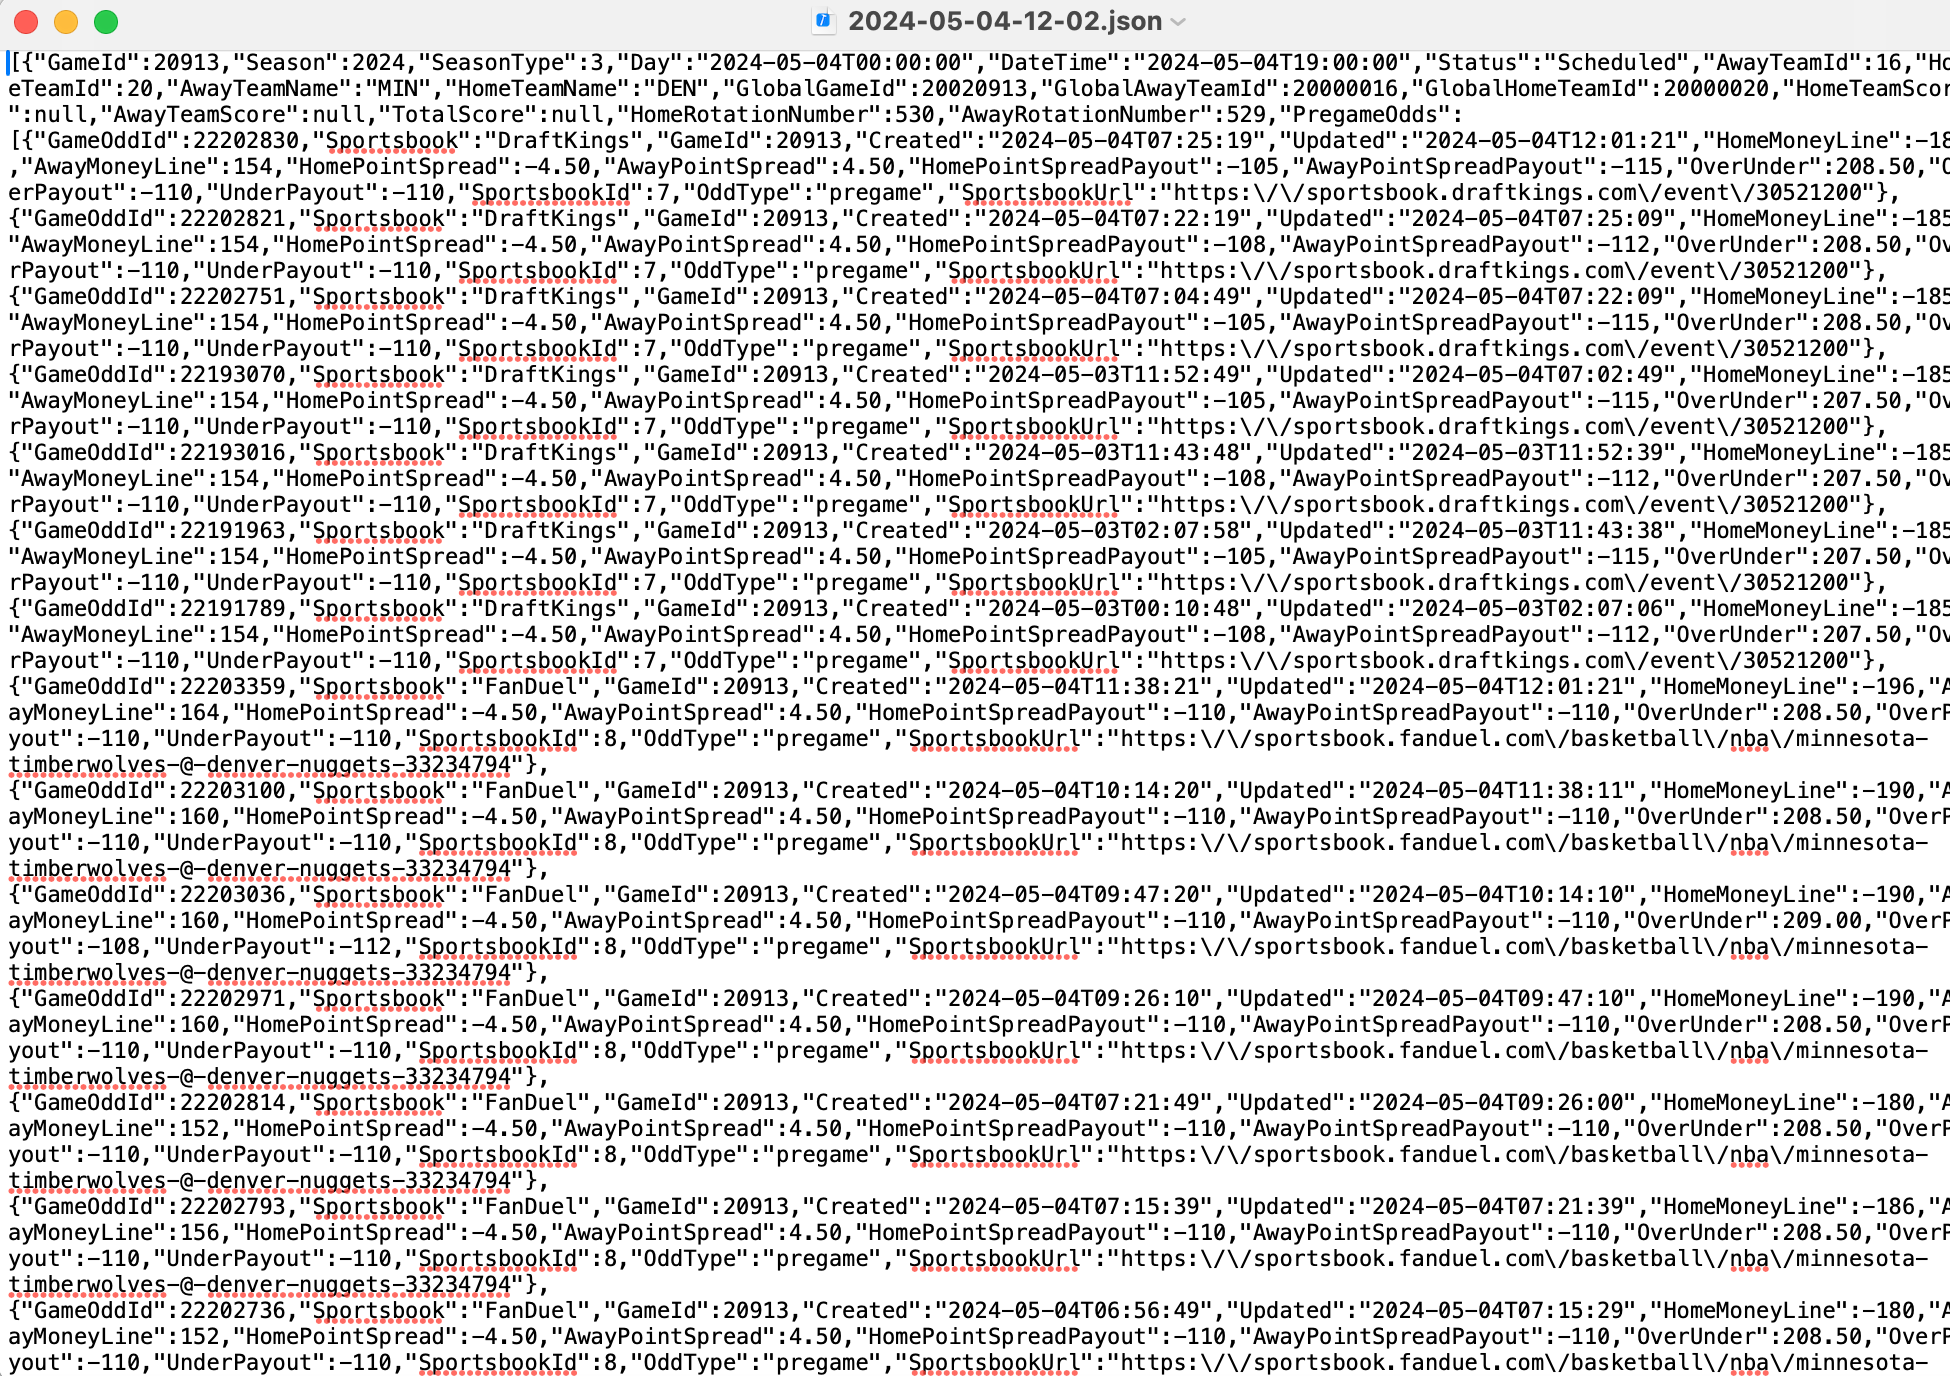 2024-05-04-12-02.json
[{"GameId":20913,"Season":2024,"SeasonType":3,"Day":"2024-05-04T00:00:00","DateTime":"2024-05-04T19:00:00","Status":"Scheduled","AwayTeamId":16,"Ho
eTeamId":20,"AwayTeamName":"MIN","HomeTeamName":"DEN","GlobalGameId":20020913,"GlobalAwayTeamId":20000016,"GlobalHomeTeamId":20000020,"HomeTeamScor
":null,"AwayTeamScore":null,"TotalScore":null,"HomeRotationNumber":530,"AwayRotationNumber":529,"PregameOdds":
[{"GameOddId":22202830,"Sportsbook":"DraftKings","GameId":20913,"Created":"2024-05-04T07:25:19","Updated":"2024-05-04T12:01:21","HomeMoneyLine":-18
,"AwayMoneyLine":154,"HomePointSpread":-4.50,"AwayPointSpread":4.50,"HomePointSpreadPayout":-105,"AwayPointSpreadPayout":-115,"OverUnder":208.50,"O
erPayout":-110,"UnderPayout":-110,"SportsbookId":7,"OddType":"pregame","SportsbookUrl":"https:\/\/sportsbook.draftkings.com\/event\/30521200"},
{"GameOddId":22202821,"Sportsbook":"DraftKings","GameId":20913,"Created":"2024-05-04T07:22:19","Updated":"2024-05-04T07:25:09","HomeMoneyLine":-185
"AwayMoneyLine":154,"HomePointSpread":-4.50,"AwayPointSpread":4.50,"HomePointSpreadPayout":-108,"AwayPointSpreadPayout":-112,"OverUnder":208.50,"Ov
rPayout":-110,"UnderPayout":-110,"SportsbookId":7,"OddType":"pregame","SportsbookUrl":"https:\/\/sportsbook.draftkings.com\/event\/30521200"},
{"GameOddId":22202751,"Sportsbook":"DraftKings","GameId":20913,"Created":"2024-05-04T07:04:49","Updated":"2024-05-04T07:22:09","HomeMoneyLine":-185
"AwayMoneyLine":154,"HomePointSpread":-4.50,"AwayPointSpread":4.50,"HomePointSpreadPayout":-105,"AwayPointSpreadPayout":-115,"OverUnder":208.50,"Ov
rPayout":-110,"UnderPayout":-110,"SportsbookId":7,"OddType":"pregame","SportsbookUrl":"https:\/\/sportsbook.draftkings.com\/event\/30521200"},
{"GameOddId":22193070,"Sportsbook":"DraftKings","GameId":20913,"Created":"2024-05-03T11:52:49","Updated":"2024-05-04T07:02:49","HomeMoneyLine":-185
"AwayMoneyLine":154,"HomePointSpread":-4.50,"AwayPointSpread":4.50,"HomePointSpreadPayout":-105,"AwayPointSpreadPayout":-115,"OverUnder":207.50,"Ov
rPayout":-110,"UnderPayout":-110,"SportsbookId":7,"OddType":"pregame","SportsbookUrl":"https:\/\/sportsbook.draftkings.com\/event\/30521200"},
{"GameOddId":22193016,"Sportsbook":"DraftKings","GameId":20913,"Created":"2024-05-03T11:43:48","Updated":"2024-05-03T11:52:39","HomeMoneyLine":-185
"AwayMoneyLine":154,"HomePointSpread":-4.50,"AwayPointSpread":4.50,"HomePointSpreadPayout":-108,"AwayPointSpreadPayout":-112,"OverUnder":207.50,"Ov
rPayout":-110,"UnderPayout":-110,"SportsbookId":7,"OddType":"pregame","SportsbookUrl":"https:\/\/sportsbook.draftkings.com\/event\/30521200"},
{"GameOddId":22191963,"Sportsbook":"DraftKings","GameId":20913,"Created":"2024-05-03T02:07:58","Updated":"2024-05-03T11:43:38","HomeMoneyLine":-185
"AwayMoneyLine":154,"HomePointSpread":-4.50,"AwayPointSpread":4.50,"HomePointSpreadPayout":-105,"AwayPointSpreadPayout":-115,"OverUnder":207.50,"Ov
rPayout":-110,"UnderPayout":-110,"SportsbookId":7,"OddType":"pregame","SportsbookUrl":"https:\/\/sportsbook.draftkings.com\/event\/30521200"},
{"GameOddId":22191789,"Sportsbook":"DraftKings","GameId":20913,"Created":"2024-05-03T00:10:48","Updated":"2024-05-03T02:07:06","HomeMoneyLine":-185
"AwayMoneyLine":154,"HomePointSpread":-4.50,"AwayPointSpread":4.50,"HomePointSpreadPayout":-108,"AwayPointSpreadPayout":-112,"OverUnder":207.50,"Ov
rPayout":-110,"UnderPayout":-110,"SportsbookId":7,"OddType":"pregame","SportsbookUrl":"https:\/\/sportsbook.draftkings.com\/event\/30521200"},
{"GameOddId":22203359,"Sportsbook":"FanDuel","GameId":20913,"Created":"2024-05-04T11:38:21","Updated":"2024-05-04T12:01:21","HomeMoneyLine":-196,"A
ayMoneyLine":164,"HomePointSpread":-4.50,"AwayPointSpread":4.50,"HomePointSpreadPayout":-110,"AwayPointSpreadPayout":-110,"OverUnder":208.50,"OverP
yout":-110,"UnderPayout":-110,"SportsbookId":8,"OddType":"pregame","SportsbookUrl":"https:\/\/sportsbook.fanduel.com\/basketball\/nba\/minnesota-
timberwolves-@-denver-nuggets-33234794"},
{"GameOddId":22203100,"Sportsbook":"FanDuel","GameId":20913,"Created":"2024-05-04T10:14:20","Updated":"2024-05-04T11:38:11","HomeMoneyLine":-190,"A
ayMoneyLine":160,"HomePointSpread":-4.50,"AwayPointSpread":4.50,"HomePointSpreadPayout":-110,"AwayPointSpreadPayout":-110,"OverUnder":208.50,"OverP
yout":-110,"UnderPayout":-110,"SportsbookId":8,"OddType":"pregame","SportsbookUrl":"https:\/\/sportsbook.fanduel.com\/basketball\/nba\/minnesota-
timberwolves-@-denver-nuggets-33234794"},
{"GameOddId":22203036,"Sportsbook":"FanDuel","GameId":20913,"Created":"2024-05-04T09:47:20","Updated":"2024-05-04T10:14:10","HomeMoneyLine":-190,"A
ayMoneyLine":160,"HomePointSpread":-4.50,"AwayPointSpread":4.50,"HomePointSpreadPayout":-110,"AwayPointSpreadPayout":-110,"OverUnder":209.00,"OverP
yout":-108,"UnderPayout":-112,"SportsbookId":8,"OddType":"pregame","SportsbookUrl":"https:\/\/sportsbook.fanduel.com\/basketball\/nba\/minnesota-
timberwolves-@-denver-nuggets-33234794"},
{"GameOddId":22202971,"Sportsbook":"FanDuel","GameId":20913,"Created":"2024-05-04T09:26:10","Updated":"2024-05-04T09:47:10","HomeMoneyLine":-190,"A
ayMoneyLine":160,"HomePointSpread":-4.50,"AwayPointSpread":4.50,"HomePointSpreadPayout":-110,"AwayPointSpreadPayout":-110,"OverUnder":208.50,"OverP
yout":-110,"UnderPayout":-110,"SportsbookId":8,"OddType":"pregame","SportsbookUrl":"https:\/\/sportsbook.fanduel.com\/basketball\/nba\/minnesota-
timberwolves-@-denver-nuggets-33234794"},
{"GameOddId":22202814,"Sportsbook":"FanDuel","GameId":20913,"Created":"2024-05-04T07:21:49","Updated":"2024-05-04T09:26:00","HomeMoneyLine":-180,"A
ayMoneyLine":152,"HomePointSpread":-4.50,"AwayPointSpread":4.50,"HomePointSpreadPayout":-110,"AwayPointSpreadPayout":-110,"OverUnder":208.50,"OverP
yout":-110,"UnderPayout":-110,"SportsbookId":8,"OddType":"pregame","SportsbookUrl":"https:\/\/sportsbook.fanduel.com\/basketball\/nba\/minnesota-
timberwolves-@-denver-nuggets-33234794"},
{"GameOddId":22202793,"Sportsbook":"FanDuel","GameId":20913,"Created":"2024-05-04T07:15:39","Updated":"2024-05-04T07:21:39","HomeMoneyLine":-186,"A
ayMoneyLine":156,"HomePointSpread":-4.50,"AwayPointSpread":4.50,"HomePointSpreadPayout":-110,"AwayPointSpreadPayout":-110,"OverUnder":208.50,"OverP
yout":-110,"UnderPayout":-110,"SportsbookId":8,"OddType":"pregame","SportsbookUrl":"https:\/\/sportsbook.fanduel.com\/basketball\/nba\/minnesota-
timberwolves-@-denver-nuggets-33234794"},
{"GameOddId":22202736,"Sportsbook":"FanDuel","GameId":20913,"Created":"2024-05-04T06:56:49","Updated":"2024-05-04T07:15:29","HomeMoneyLine":-180,"A
ayMoneyLine":152,"HomePointSpread":-4.50,"AwayPointSpread":4.50,"HomePointSpreadPayout":-110,"AwayPointSpreadPayout":-110,"OverUnder":208.50,"OverP
yout":-110,"UnderPayout":-110,"SportsbookId":8,"OddType":"pregame","SportsbookUrl":"https:\/\/sportsbook.fanduel.com\/basketball\/nba\/minnesota-